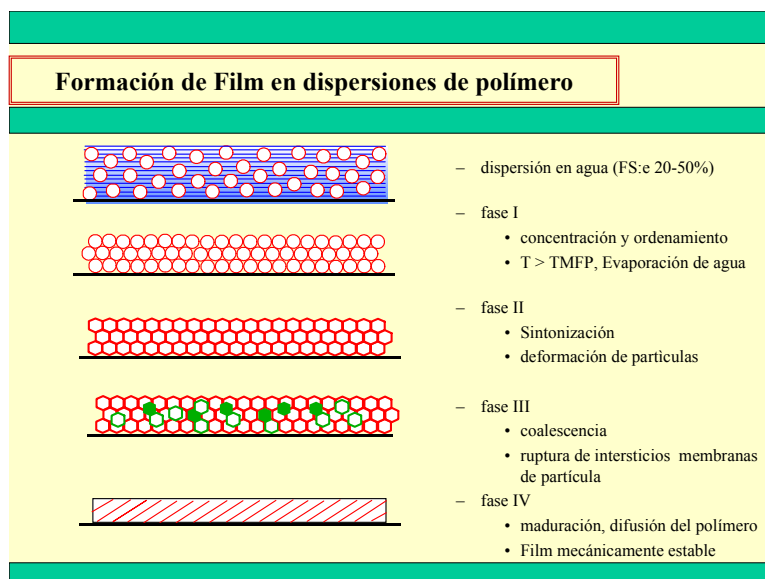 Formación de Film en dispersiones de polímero
– dispersión en agua (FS:e 20-50%)
– fase I
• concentración y ordenamiento
• T > TMFP, Evaporación de agua
– fase II
• Sintonización
• deformación de partìculas
– fase III
• coalescencia
• ruptura de intersticios membranas
de partícula
– fase IV
• maduración, difusión del polímero
• Film mecánicamente estable